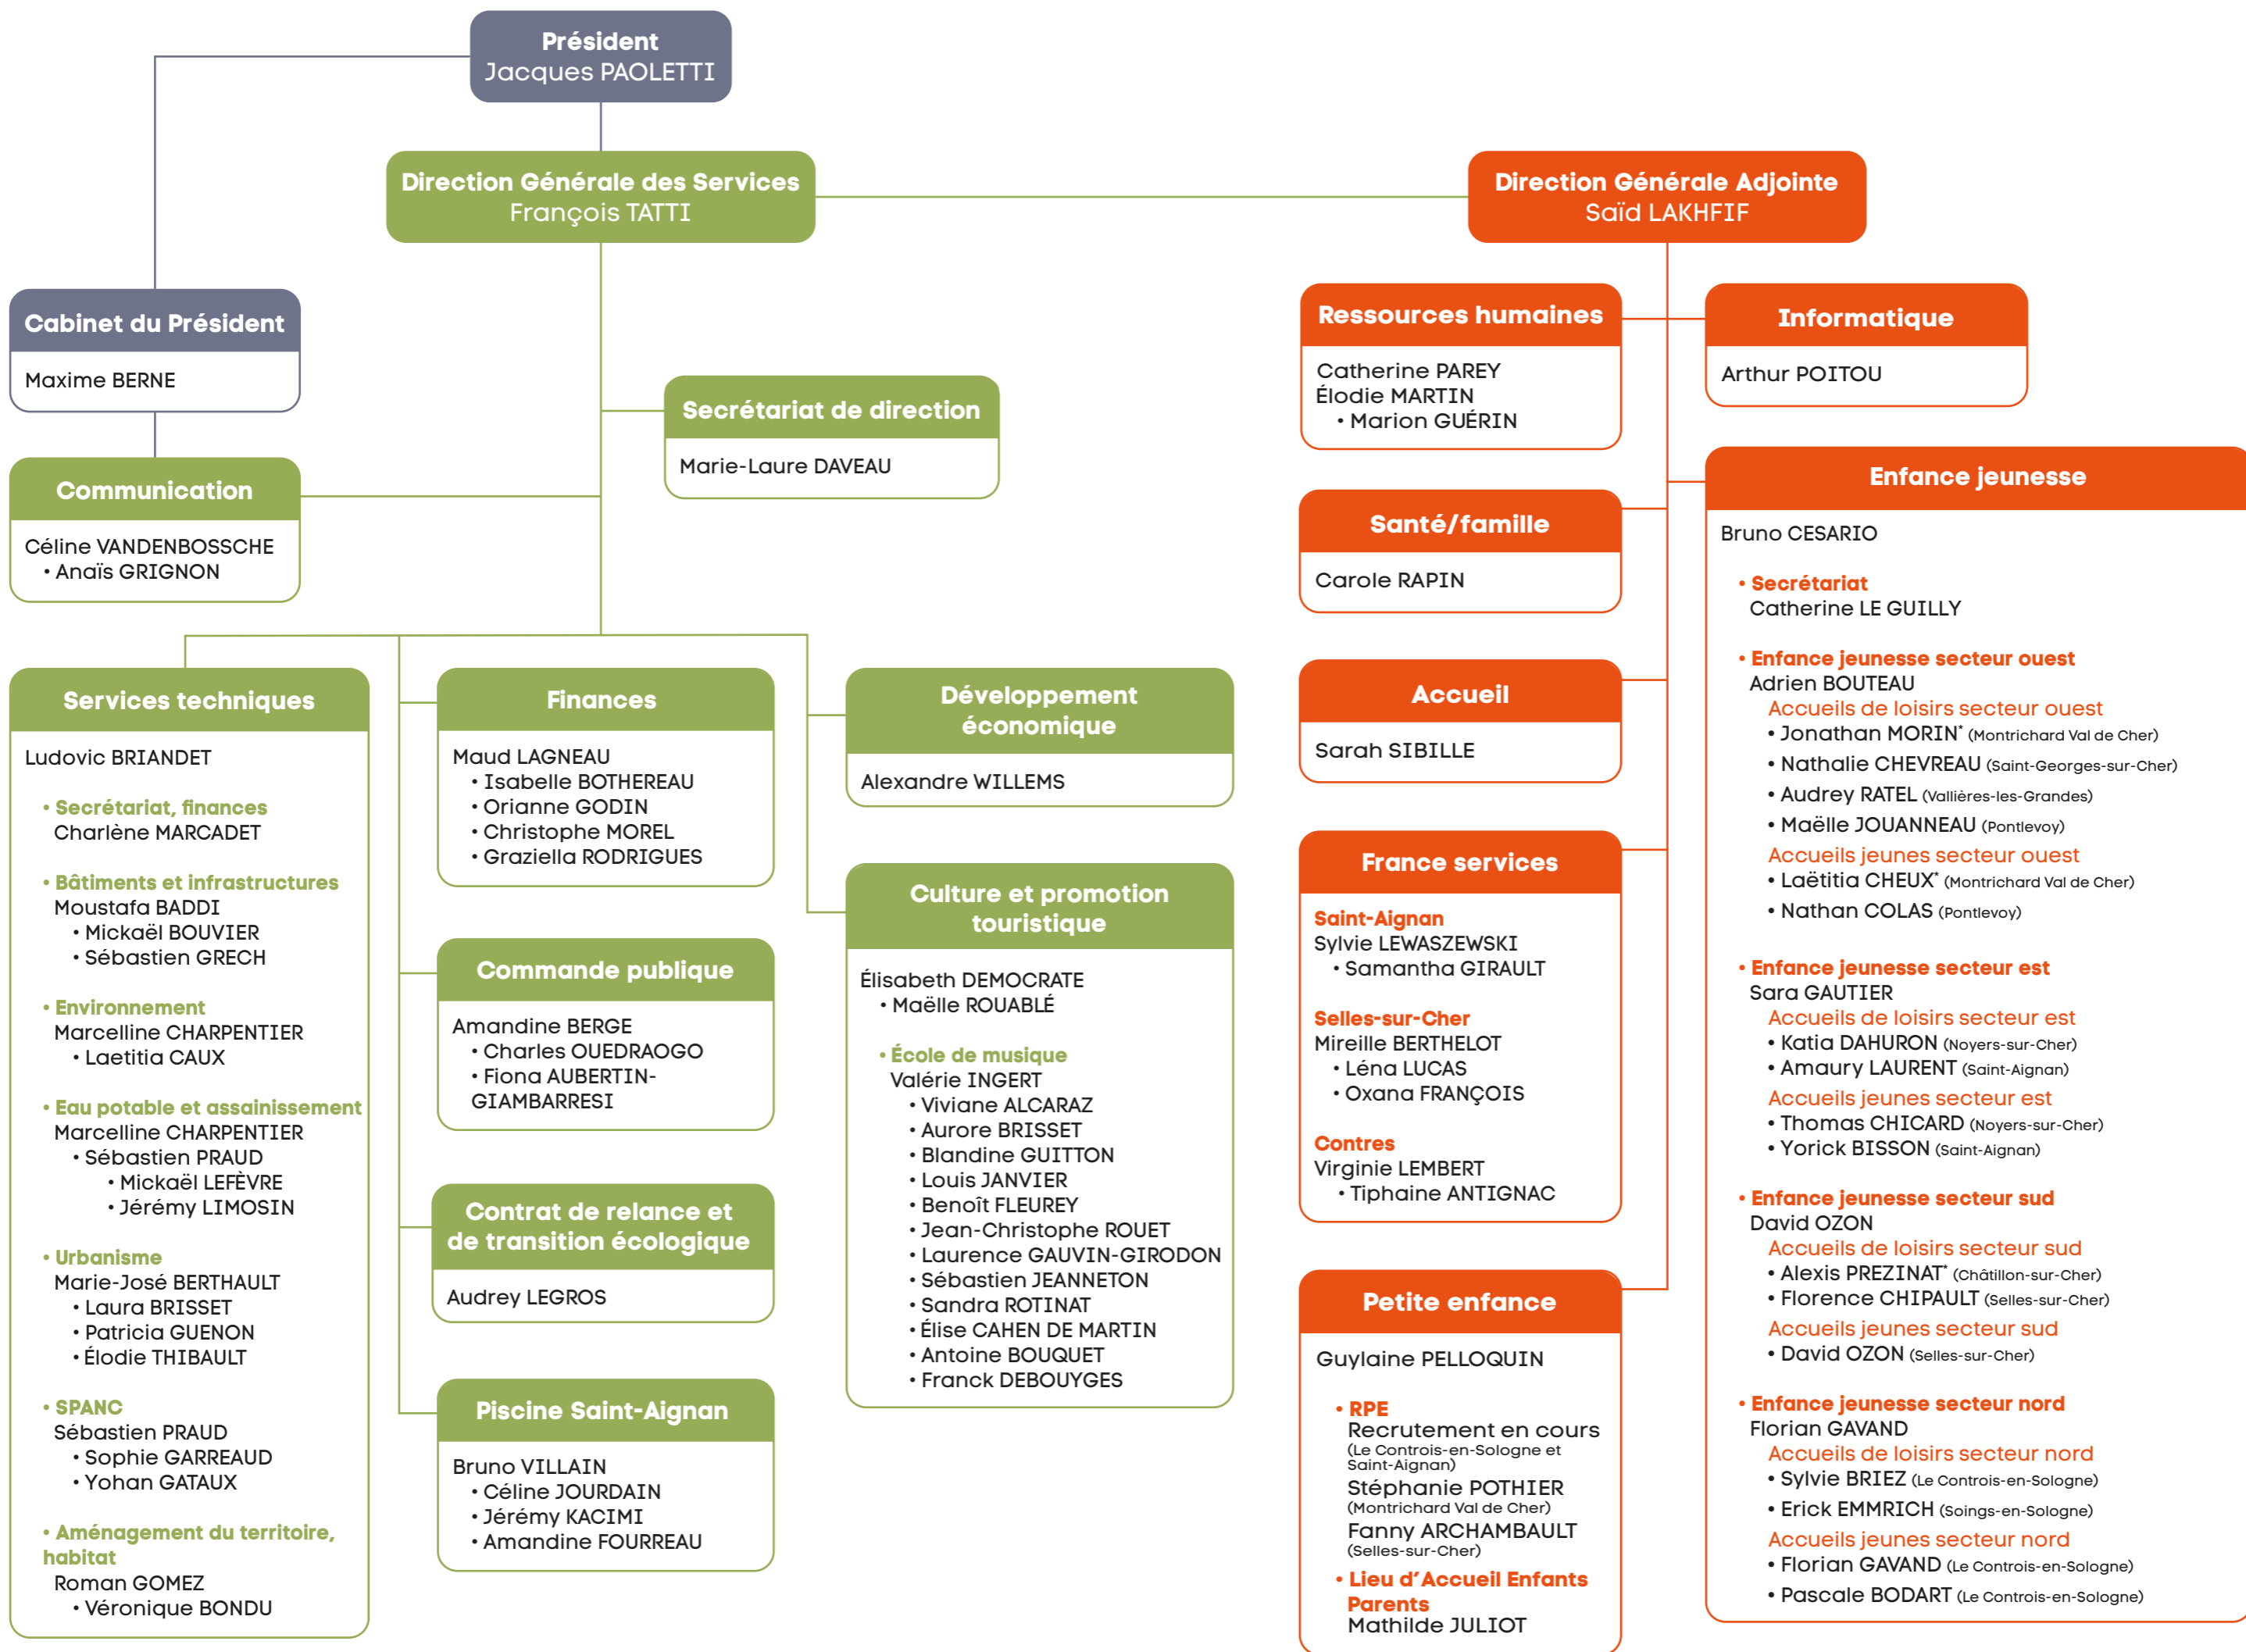 Président
Jacques PAOLETTI
Direction Générale des Services
François TATTI
Direction Générale Adjointe
Saïd LAKHFIF
Cabinet du Président
Maxime BERNE
Secrétariat de direction
Marie-Laure DAVEAU
Communication
Céline VANDENBOSSCHE
• Anaïs GRIGNON
Services techniques
Ludovic BRIANDET
• Secrétariat, finances
Charlène MARCADET
• Bâtiments et infrastructures
Moustafa BADDI
• Mickaël BOUVIER
• Sébastien GRECH
• Environnement
Marcelline CHARPENTIER
• Laetitia CAUX
• Eau potable et assainissement
Marcelline CHARPENTIER
• Sébastien PRAUD
• Mickaël LEFÈVRE
• Jérémy LIMOSIN
• Urbanisme
Marie-José BERTHAULT
• Laura BRISSET
• Patricia GUENON
• Élodie THIBAULT
• SPANC
Sébastien PRAUD
• Sophie GARREAUD
• Yohan GATAUX
• Aménagement du territoire,
habitat
Roman GOMEZ
• Véronique BONDU
Finances
Maud LAGNEAU
• Isabelle BOTHEREAU
• Orianne GODIN
• Christophe MOREL
• Graziella RODRIGUES
Commande publique
Amandine BERGE
• Charles OUEDRAOGO
• Fiona AUBERTIN-
GIAMBARRESI
Contrat de relance et
de transition écologique
Audrey LEGROS
Piscine Saint-Aignan
Bruno VILLAIN
• Céline JOURDAIN
• Jérémy KACIMI
• Amandine FOURREAU
Développement
économique
Alexandre WILLEMS
Culture et promotion
touristique
Élisabeth DEMOCRATE
• Maëlle ROUABLÉ
• École de musique
Valérie INGERT
• Viviane ALCARAZ
• Aurore BRISSET
• Blandine GUITTON
• Louis JANVIER
• Benoît FLEUREY
• Jean-Christophe ROUET
• Laurence GAUVIN-GIRODON
• Sébastien JEANNETON
• Sandra ROTINAT
• Élise CAHEN DE MARTIN
• Antoine BOUQUET
• Franck DEBOUYGES
Ressources humaines
Catherine PAREY
Élodie MARTIN
• Marion GUÉRIN
Santé/famille
Carole RAPIN
Accueil
Sarah SIBILLE
France services
Saint-Aignan
Sylvie LEWASZEWSKI
• Samantha GIRAULT
Selles-sur-Cher
Mireille BERTHELOT
• Léna LUCAS
• Oxana FRANÇOIS
Contres
Virginie LEMBERT
• Tiphaine ANTIGNAC
Petite enfance
Guylaine PELLOQUIN
• RPE
Recrutement en cours
(Le Controis-en-Sologne et
Saint-Aignan)
Stéphanie POTHIER
(Montrichard Val de Cher)
Fanny ARCHAMBAULT
(Selles-sur-Cher)
• Lieu d'Accueil Enfants
Parents
Mathilde JULIOT
Informatique
Arthur POITOU
Enfance jeunesse
Bruno CESARIO
• Secrétariat
Catherine LE GUILLY
• Enfance jeunesse secteur ouest
Adrien BOUTEAU
Accueils de loisirs secteur ouest
• Jonathan MORIN* (Montrichard Val de Cher)
• Nathalie CHEVREAU (Saint-Georges-sur-Cher)
• Audrey RATEL (Vallières-les-Grandes)
• Maëlle JOUANNEAU (Pontlevoy)
Accueils jeunes secteur ouest
• Laëtitia CHEUX* (Montrichard Val de Cher)
• Nathan COLAS (Pontlevoy)
• Enfance jeunesse secteur est
Sara GAUTIER
Accueils de loisirs secteur est
• Katia DAHURON (Noyers-sur-Cher)
• Amaury LAURENT (Saint-Aignan)
Accueils jeunes secteur est
• Thomas CHICARD (Noyers-sur-Cher)
• Yorick BISSON (Saint-Aignan)
• Enfance jeunesse secteur sud
David OZON
Accueils de loisirs secteur sud
• Alexis PREZINAT* (Châtillon-sur-Cher)
• Florence CHIPAULT (Selles-sur-Cher)
Accueils jeunes secteur sud
• David OZON (Selles-sur-Cher)
• Enfance jeunesse secteur nord
Florian GAVAND
Accueils de loisirs secteur nord
• Sylvie BRIEZ (Le Controis-en-Sologne)
• Erick EMMRICH (Soings-en-Sologne)
Accueils jeunes secteur nord
• Florian GAVAND (Le Controis-en-Sologne)
• Pascale BODART (Le Controis-en-Sologne)